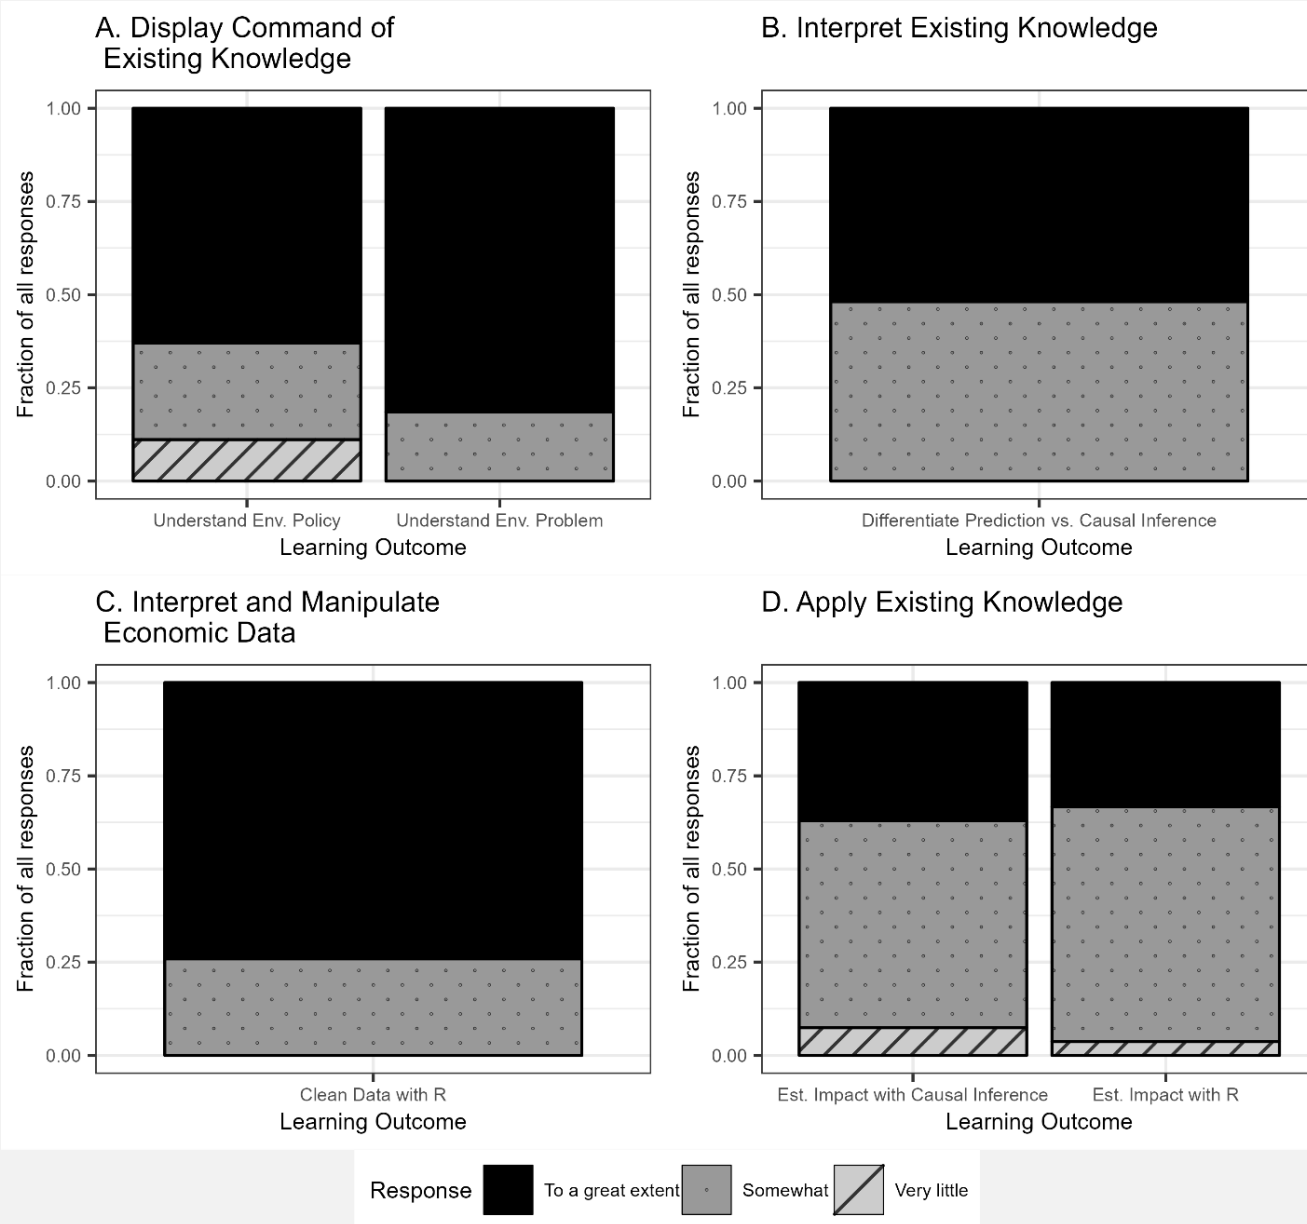 A. Display Command of
Existing Knowledge
Fraction of all responses
1.00
0.75
0.50
0.25
0.00
Understand Env. Policy
Understand Env. Problem
Learning Outcome
B. Interpret Existing Knowledge
Fraction of all responses
1.00
0.75
0.50
0.25
0.00
Differentiate Prediction vs. Causal Inference
Learning Outcome
C. Interpret and Manipulate
Economic Data
Fraction of all responses
1.00
0.75
0.50
0.25
0.00
Clean Data with R
Learning Outcome
D. Apply Existing Knowledge
Fraction of all responses
1.00
0.75
0.50
0.25
0.00
Est. Impact with Causal Inference
Est. Impact with R
Learning Outcome
Response To a great extent Somewhat Very little